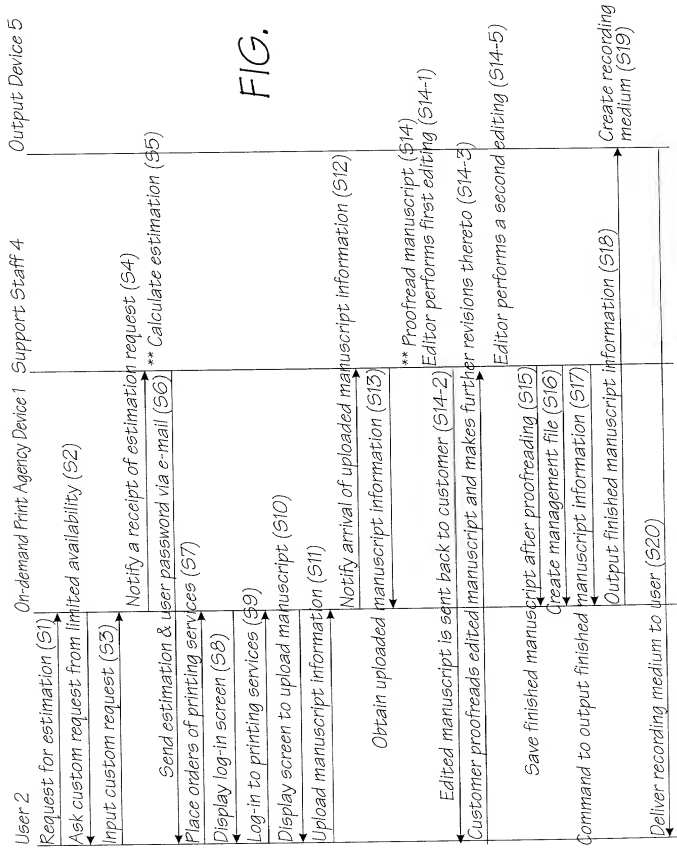 User 2
On-demand Print Agency Device 1
Support Staff 4
Output Device 5
FIG.
Request for estimation (S1)
Ask custom request from limited availability (S2)
Input custom request (S3)
Notify a receipt of estimation request (S4)
** Calculate estimation (S5)
Send estimation & user password via e-mail (S6)
Place orders of printing services (S7)
Display log-in screen (S8)
Log-in to printing services (S9)
Display screen to upload manuscript (S10)
Upload manuscript information (S11)
Notify arrival of uploaded manuscript information (S12)
Obtain uploaded manuscript information (S13)
** Proofread manuscript (S14)
Editor performs first editing (S14-1)
Edited manuscript is sent back to customer (S14-2)
Customer proofreads edited manuscript and makes further revisions thereto (S14-3)
Editor performs a second editing (S14-5)
Save finished manuscript after proofreading (S15)
Create management file (S16)
Command to output finished manuscript information (S17)
Output finished manuscript information (S18)
Create recording
medium (S19)
Deliver recording medium to user (S20)